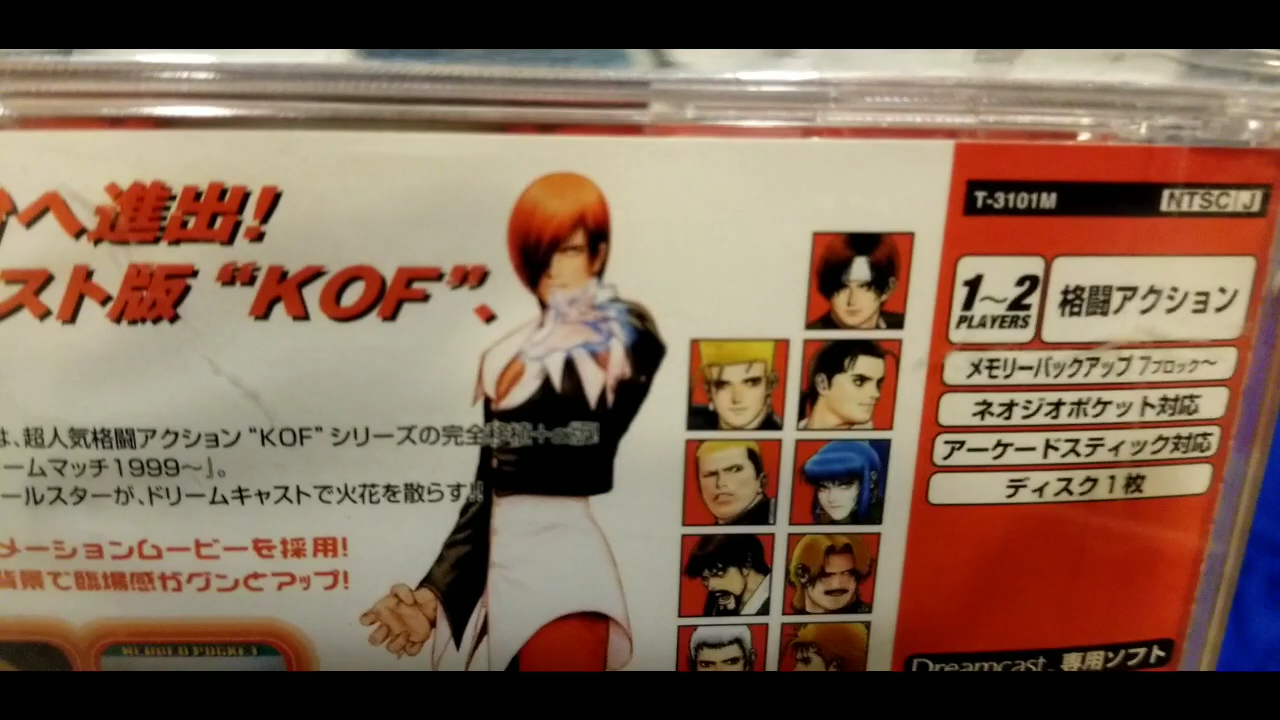 へ進出!
スト版“KOF”、
は、超人気格闘アクション“KOF”シリーズの完全移植+α版!
ームマッチ1999～』。
ールスターが、ドリームキャストで火花を散らす!!
メーションムービーを採用!
背景で臨場感がグンとアップ!
NEOGEO POCKET
T-3101M NTSC J
1～2 PLAYERS
格闘アクション
メモリーバックアップ 7ブロック～
ネオジオポケット対応
アーケードスティック対応
ディスク1枚
Dreamcast 専用ソフト